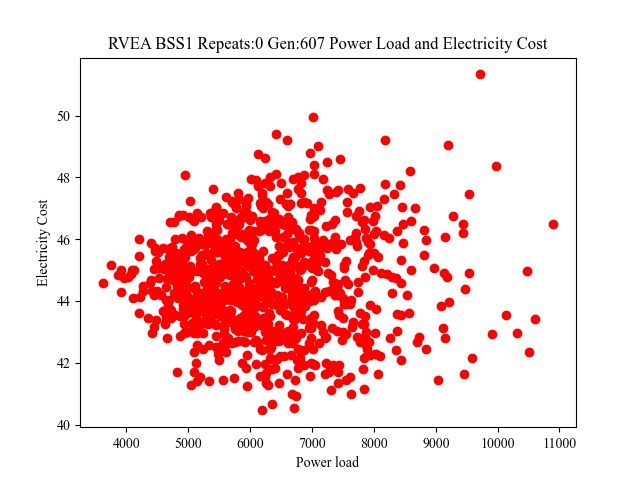 RVEA BSS1 Repeats:0 Gen:607 Power Load and Electricity Cost
50
48
46
44
42
40
Electricity Cost
4000 5000 6000 7000 8000 9000 10000 11000
Power load